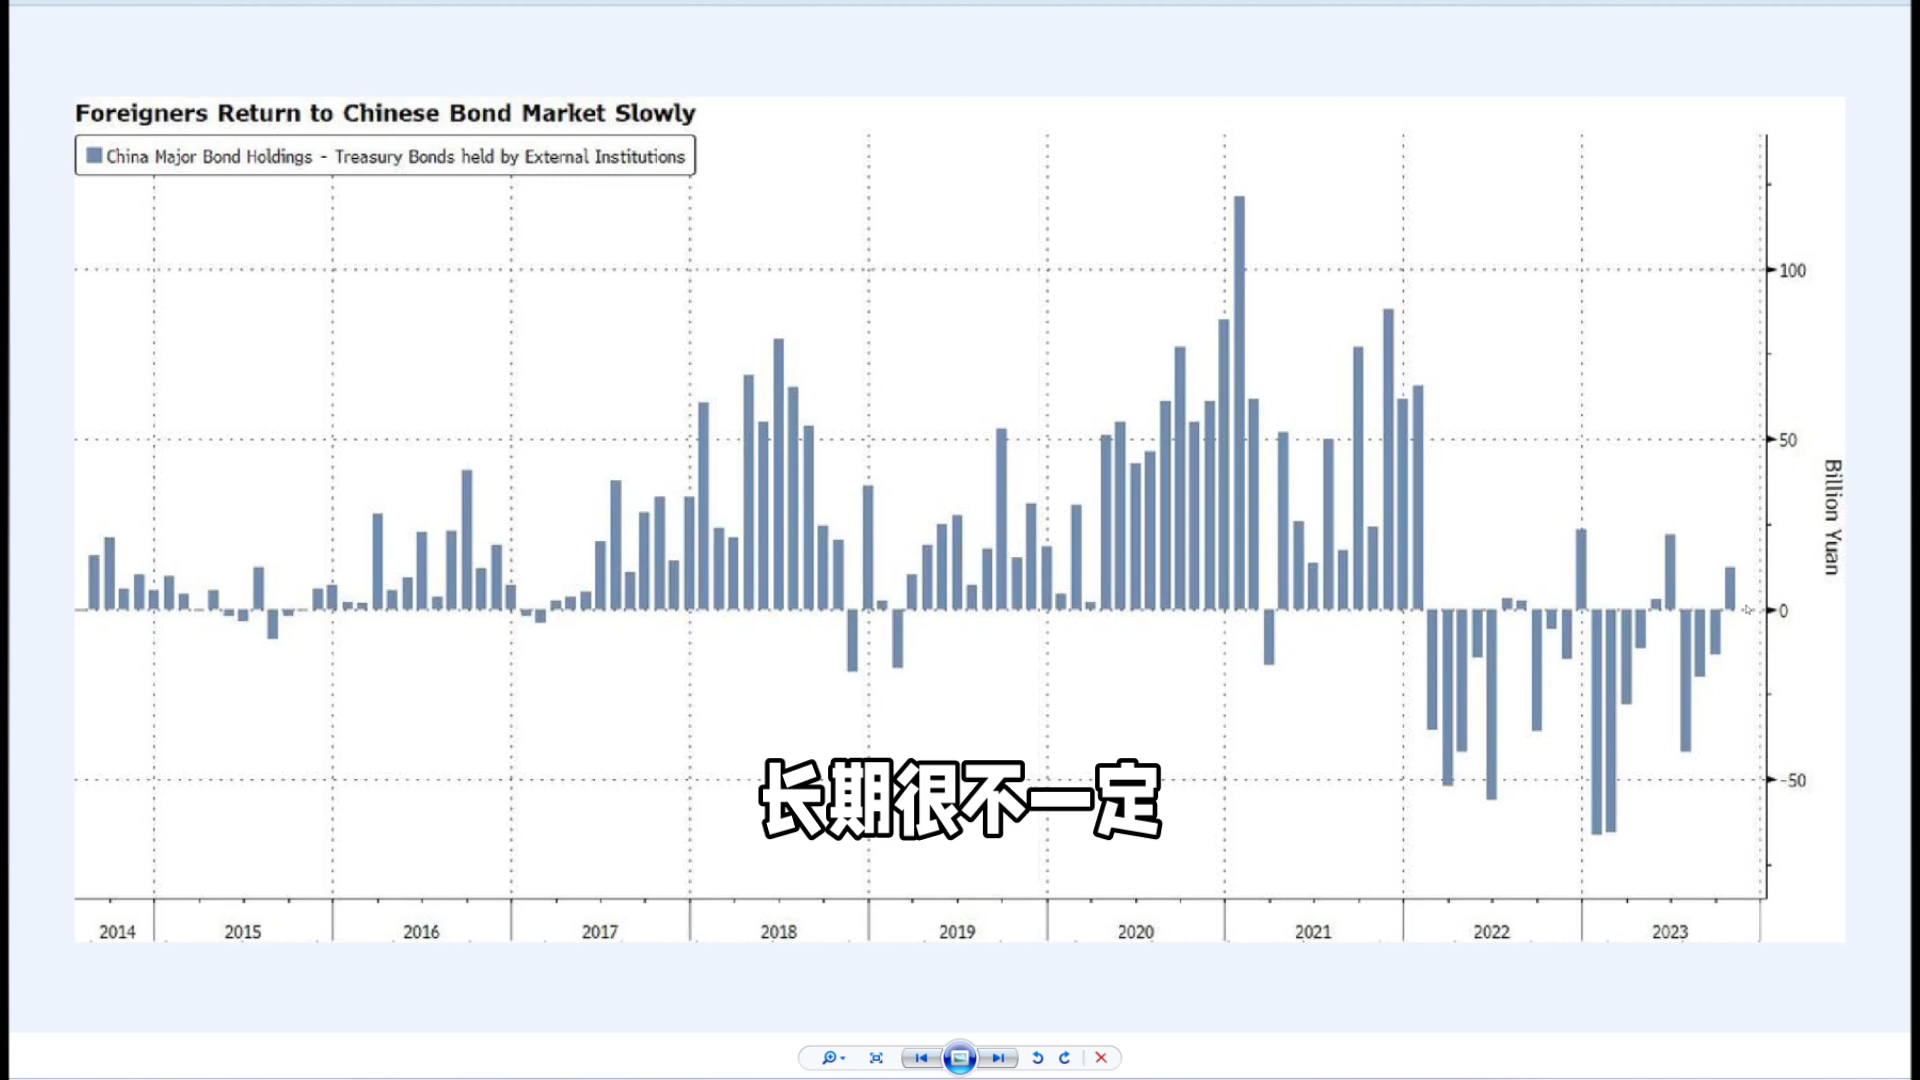 Foreigners Return to Chinese Bond Market Slowly
China Major Bond Holdings - Treasury Bonds held by External Institutions
100
50
0
-50
Billion Yuan
长期很不一定
2014 2015 2016 2017 2018 2019 2020 2021 2022 2023